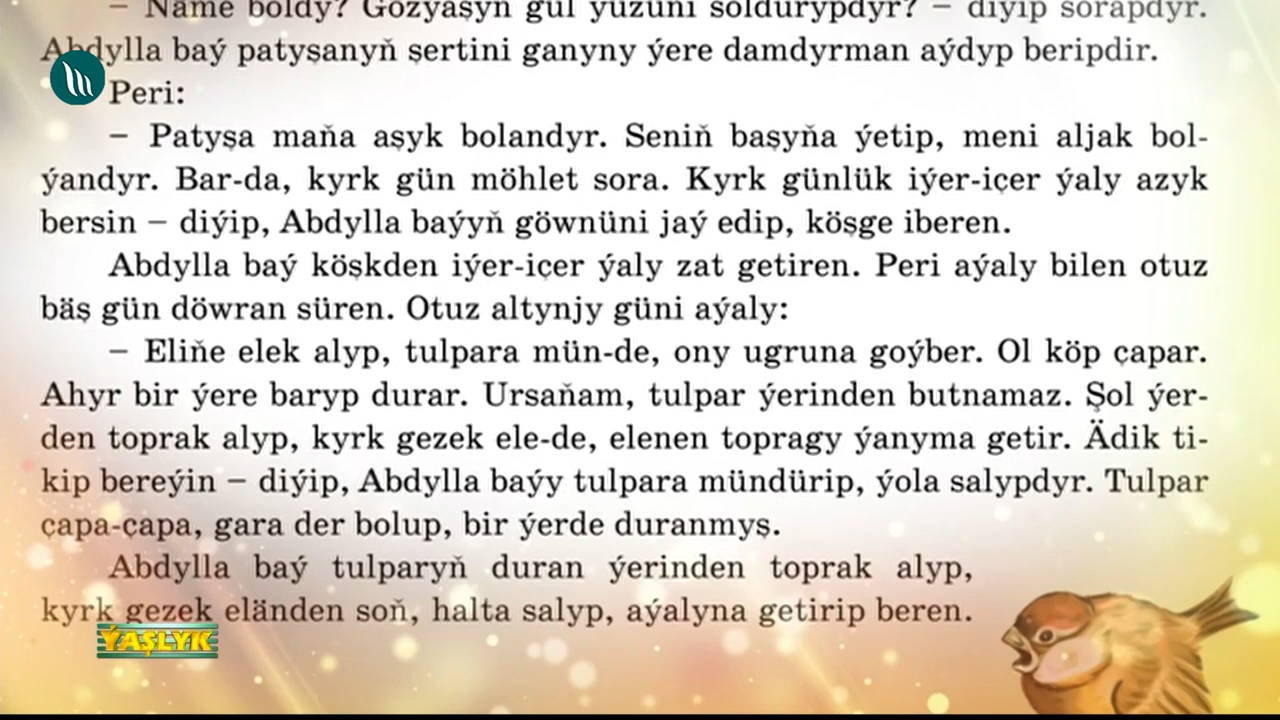 – Näme boldy? Gözýaşyň gül ýüzüňi soldurypdyr? – diýip sorapdyr.
Abdylla baý patyşanyň şertini ganyny ýere damdyrman aýdyp beripdir.
Peri:
– Patyşa maňa aşyk bolandyr. Seniň başyňa ýetip, meni aljak bol-
ýandyr. Bar-da, kyrk gün möhlet sora. Kyrk günlük iýer-içer ýaly azyk
bersin – diýip, Abdylla baýyň göwnüni jaý edip, köşge iberen.
Abdylla baý köşkden iýer-içer ýaly zat getiren. Peri aýaly bilen otuz
bäş gün döwran süren. Otuz altynjy güni aýaly:
– Eliňe elek alyp, tulpara mün-de, ony ugruna goýber. Ol köp çapar.
Ahyr bir ýere baryp durar. Ursaňam, tulpar ýerinden butnamaz. Şol ýer-
den toprak alyp, kyrk gezek ele-de, elenen topragy ýanyma getir. Ädik ti-
kip bereýin – diýip, Abdylla baýy tulpara mündürip, ýola salypdyr. Tulpar
çapa-çapa, gara der bolup, bir ýerde duranmyş.
Abdylla baý tulparyň duran ýerinden toprak alyp,
kyrk gezek eländen soň, halta salyp, aýalyna getirip beren.
ÝAŞLYK